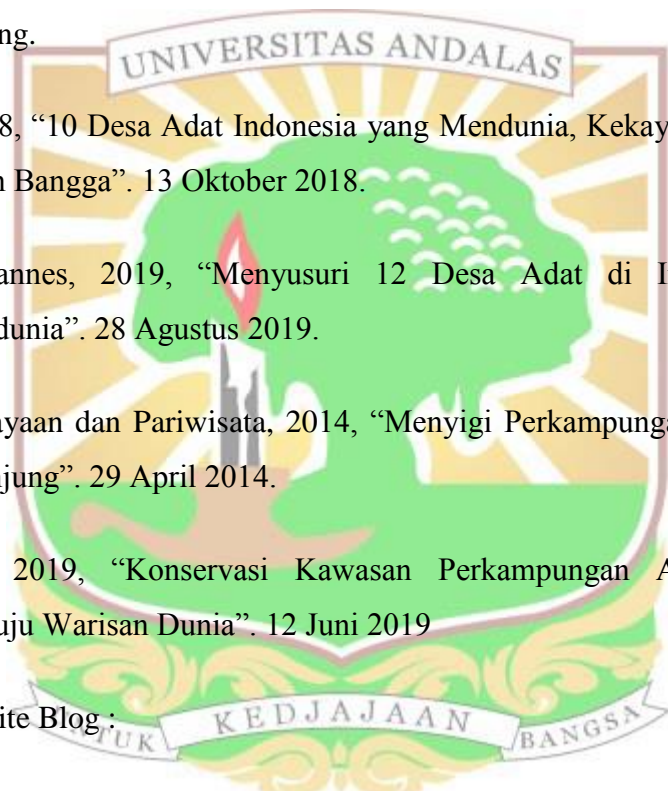 ng.
UNIVERSITAS ANDALAS
8, “10 Desa Adat Indonesia yang Mendunia, Kekay
n Bangga”. 13 Oktober 2018.
annes, 2019, “Menyusuri 12 Desa Adat di I
dunia”. 28 Agustus 2019.
ayaan dan Pariwisata, 2014, “Menyigi Perkampunga
njung”. 29 April 2014.
2019, “Konservasi Kawasan Perkampungan A
uju Warisan Dunia”. 12 Juni 2019
ite Blog :
UNTUK KEDJAJAAN BANGSA